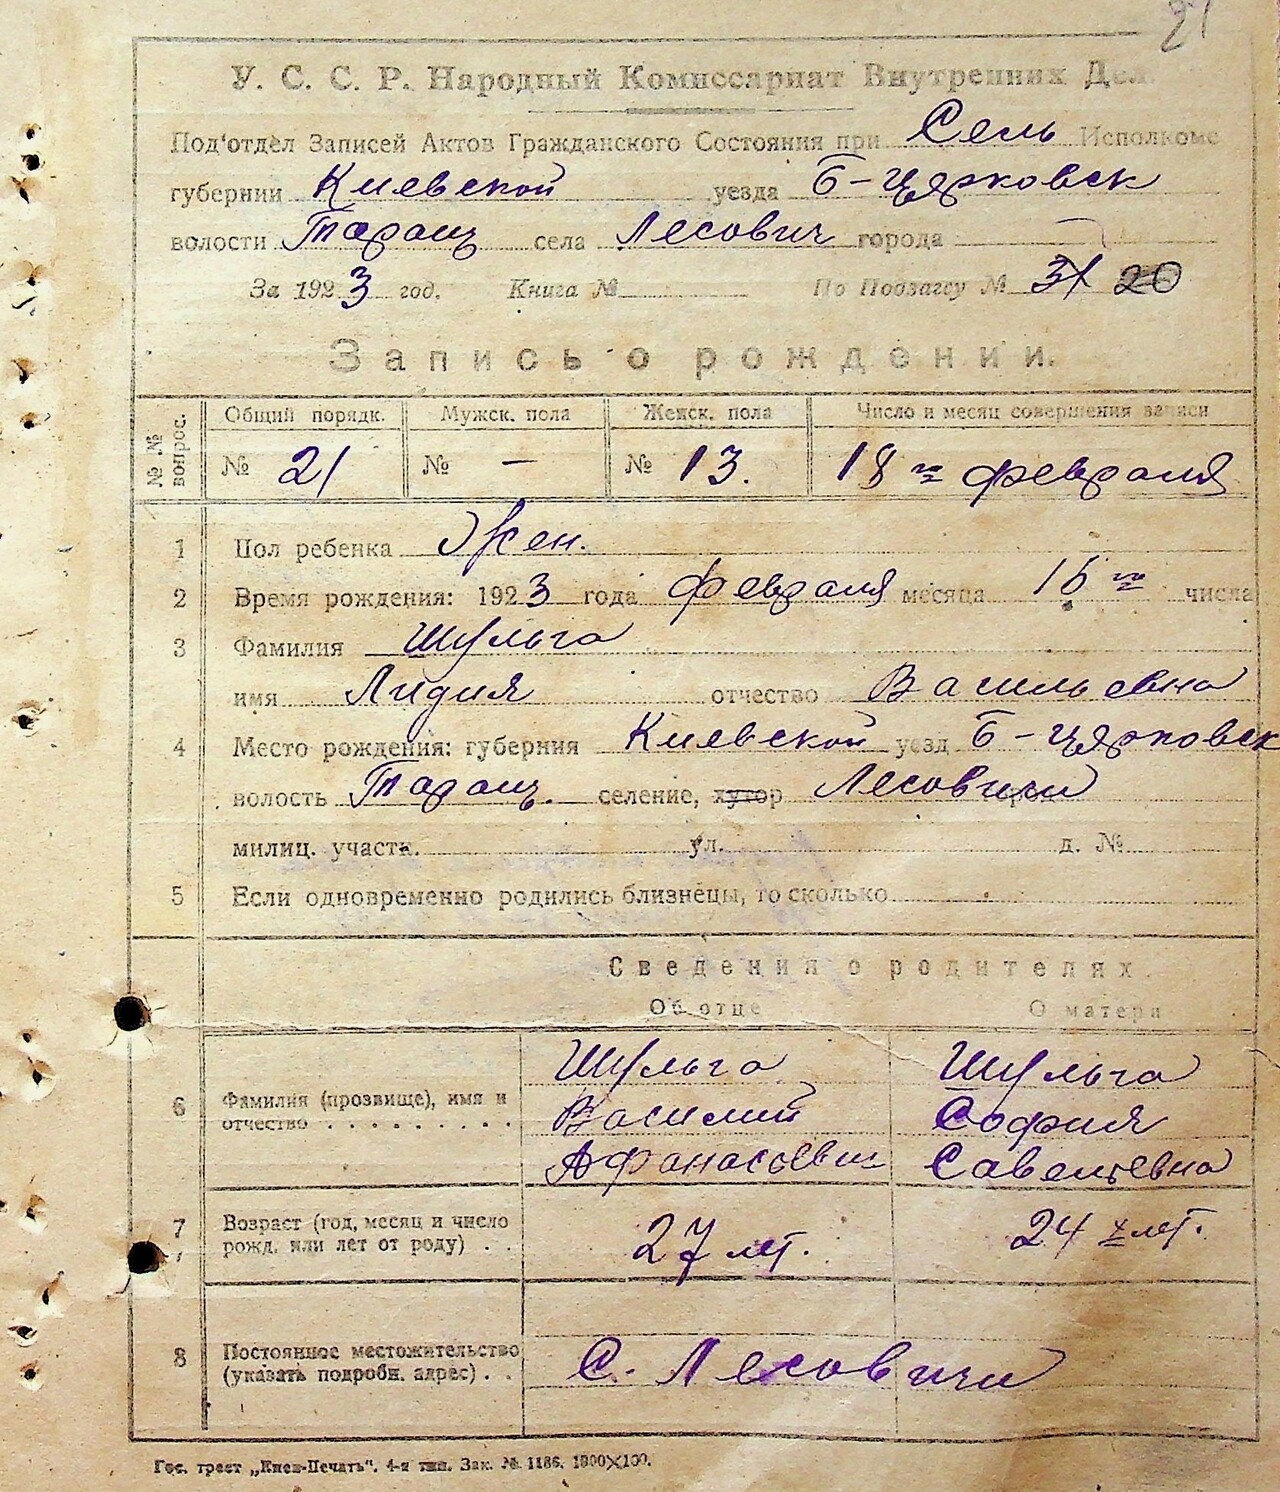 21
У. С. С. Р. Народный Комиссариат Внутренних Дел
Под'отдел Записей Актов Гражданского Состояния при Сель Исполкоме
губернии Киевской уезда Б-Цярковск
волости Таращ села Лесович города —
За 1923 год. Книга № По Подзагсу № 20
Запись о рождении.
№ № вопрос. Общий порядк. Мужск. пола Женск. пола Число и месяц совершения записи
№ 21 № — № 13. 18го февраля
1 Пол ребенка Жен.
2 Время рождения: 1923 года февраля месяца 15го числа
3 Фамилия Шульга
имя Лидия отчество Васильевна
4 Место рождения: губерния Киевской уезд Б-Цярковск
волость Таращ. селение, хутор Лесовичи
милиц. участк. ул. д. №
5 Если одновременно родились близнецы, то сколько
Сведения о родителях.
Об отце О матери
Шульга Шульга
6 Фамилия (прозвище), имя и Василий София
отчество . . . . . . . . . . Афанасьевич Савельевна
7 Возраст (год, месяц и число 27 лет. 24 лет.
рожд. или лет от роду) . .
8 Постоянное местожительство С. Лесовичи
(указать подробн. адрес) . .
Гос. трест „Киев-Печать". 4-я тип. Зак. № 1186. 1000×100.